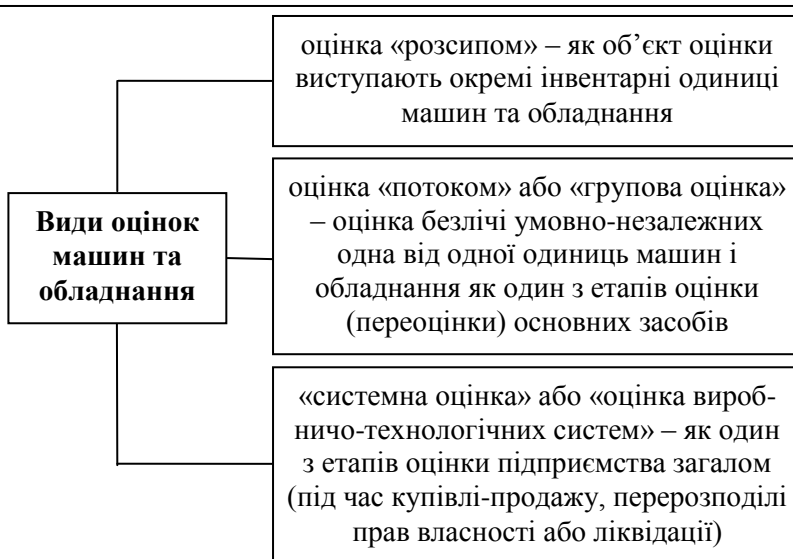 оцінка «розсипом» – як об’єкт оцінки
виступають окремі інвентарні одиниці
машин та обладнання
Види оцінок
машин та
обладнання
оцінка «потоком» або «групова оцінка»
– оцінка безлічі умовно-незалежних
одна від одної одиниць машин і
обладнання як один з етапів оцінки
(переоцінки) основних засобів
«системна оцінка» або «оцінка вироб-
ничо-технологічних систем» – як один
з етапів оцінки підприємства загалом
(під час купівлі-продажу, перерозподілі
прав власності або ліквідації)